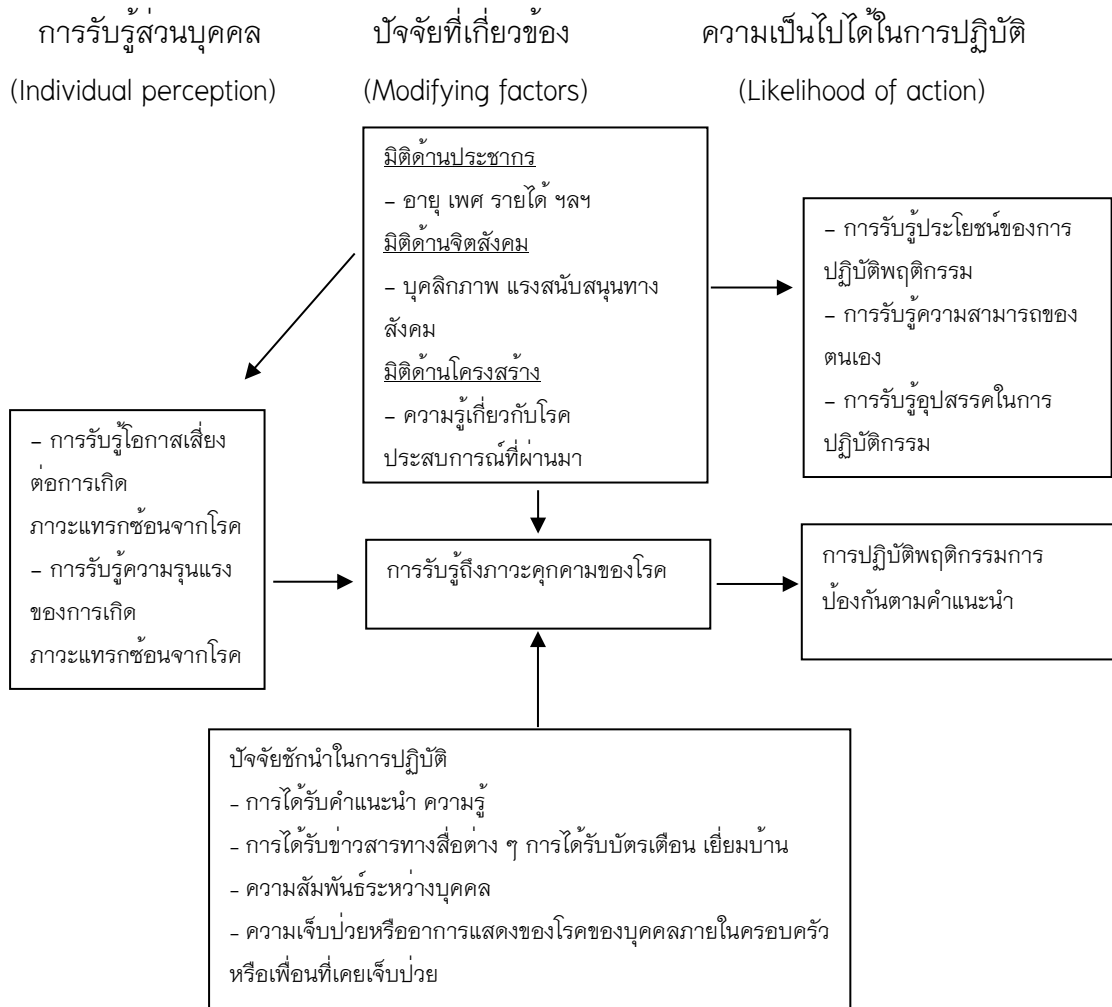 การรับรู้ส่วนบุคคล
(Individual perception)
ปัจจัยที่เกี่ยวข้อง
(Modifying factors)
ความเป็นไปได้ในการปฏิบัติ
(Likelihood of action)
มิติด้านประชากร
- อายุ เพศ รายได้ ฯลฯ
มิติด้านจิตสังคม
- บุคลิกภาพ แรงสนับสนุนทาง
สังคม
มิติด้านโครงสร้าง
- ความรู้เกี่ยวกับโรค
ประสบการณ์ที่ผ่านมา
- การรับรู้ประโยชน์ของการ
ปฏิบัติพฤติกรรม
- การรับรู้ความสามารถของ
ตนเอง
- การรับรู้อุปสรรคในการ
ปฏิบัติกรรม
- การรับรู้โอกาสเสี่ยง
ต่อการเกิด
ภาวะแทรกซ้อนจากโรค
- การรับรู้ความรุนแรง
ของการเกิด
ภาวะแทรกซ้อนจากโรค
การรับรู้ถึงภาวะคุกคามของโรค
การปฏิบัติพฤติกรรมการ
ป้องกันตามคำแนะนำ
ปัจจัยชักนำในการปฏิบัติ
- การได้รับคำแนะนำ ความรู้
- การได้รับข่าวสารทางสื่อต่าง ๆ การได้รับบัตรเตือน เยี่ยมบ้าน
- ความสัมพันธ์ระหว่างบุคคล
- ความเจ็บป่วยหรืออาการแสดงของโรคของบุคคลภายในครอบครัว
หรือเพื่อนที่เคยเจ็บป่วย